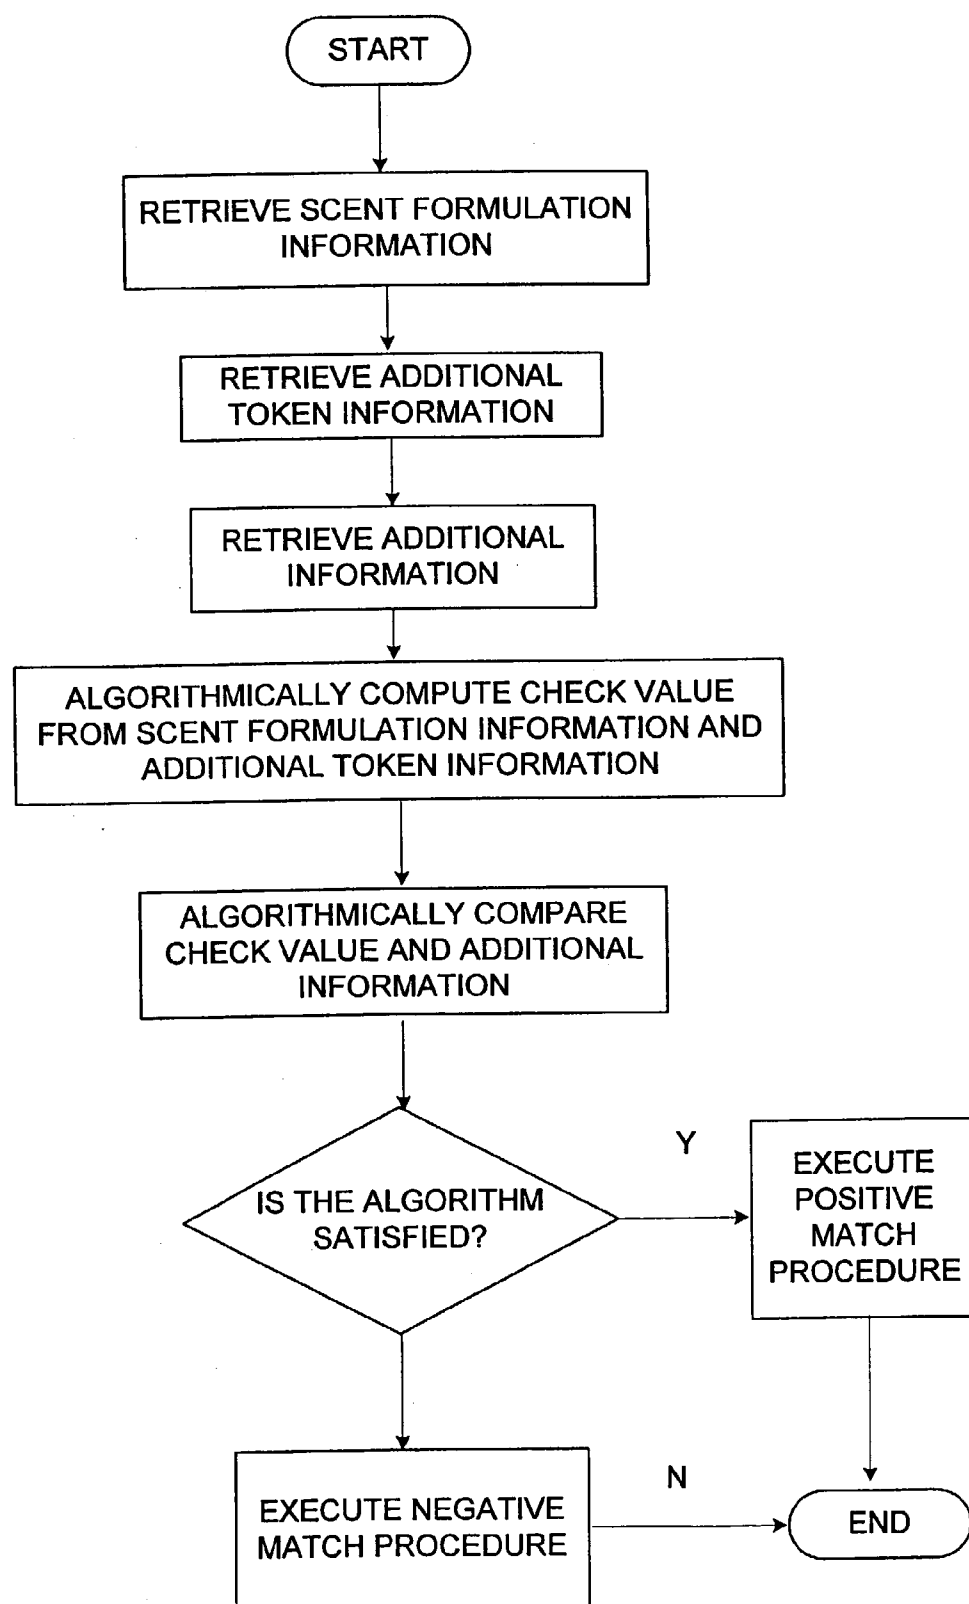 START
RETRIEVE SCENT FORMULATION
INFORMATION
RETRIEVE ADDITIONAL
TOKEN INFORMATION
RETRIEVE ADDITIONAL
INFORMATION
ALGORITHMICALLY COMPUTE CHECK VALUE
FROM SCENT FORMULATION INFORMATION AND
ADDITIONAL TOKEN INFORMATION
ALGORITHMICALLY COMPARE
CHECK VALUE AND ADDITIONAL
INFORMATION
IS THE ALGORITHM
SATISFIED?
Y
EXECUTE
POSITIVE
MATCH
PROCEDURE
EXECUTE NEGATIVE
MATCH PROCEDURE
N
END